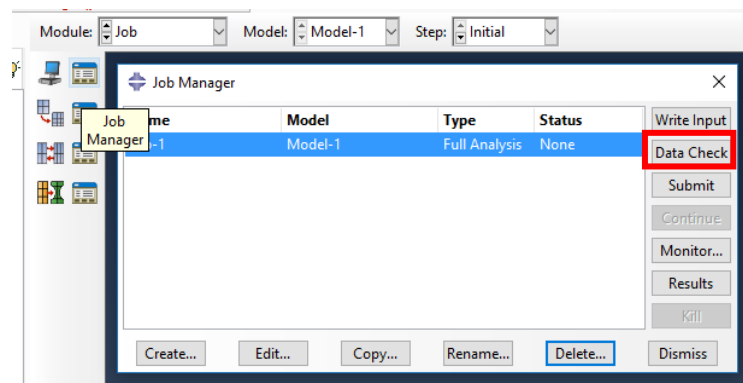 Module: Job Model: Model-1 Step: Initial
Job Manager
Job
Manager
me Model Type Status Write Input
-1 Model-1 Full Analysis None Data Check
Submit
Continue
Monitor...
Results
Kill
Create... Edit... Copy... Rename... Delete... Dismiss